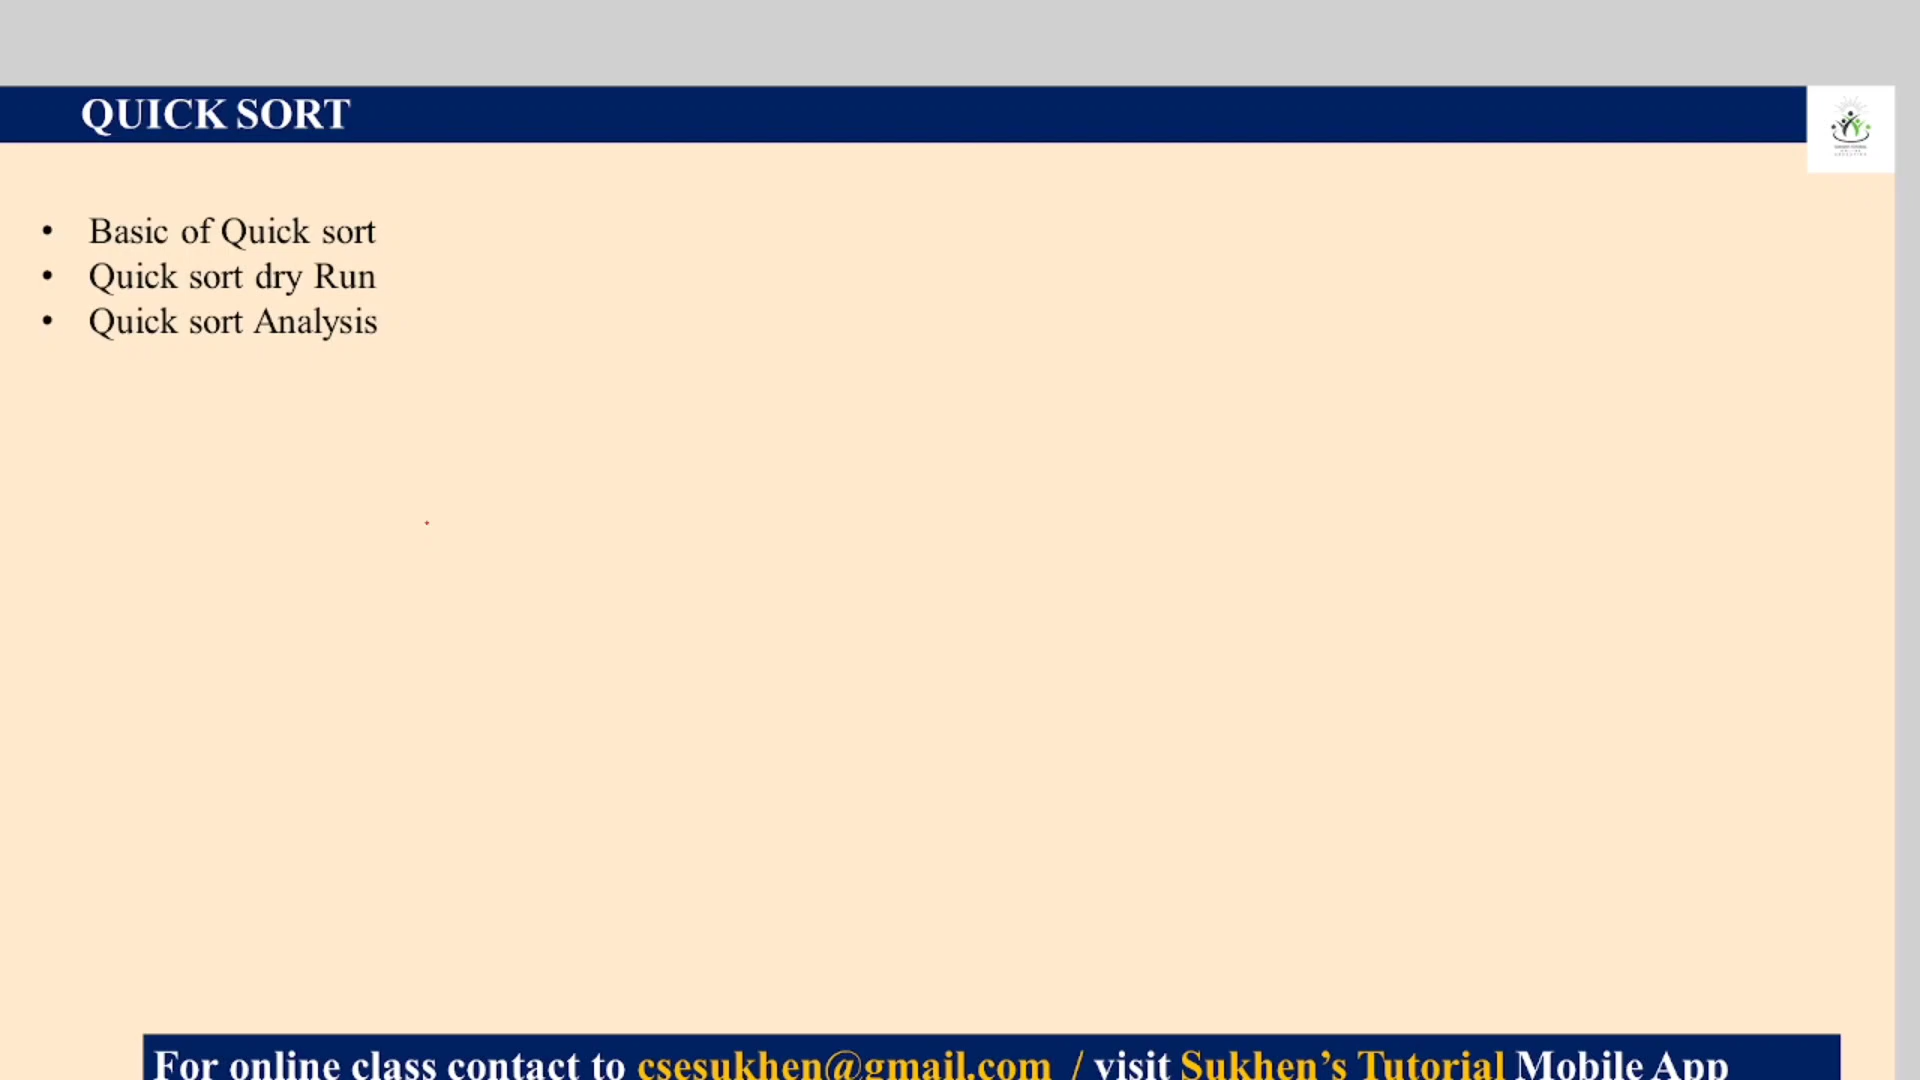 QUICK SORT
• Basic of Quick sort
• Quick sort dry Run
• Quick sort Analysis
For online class contact to csesukhen@gmail.com / visit Sukhen’s Tutorial Mobile App